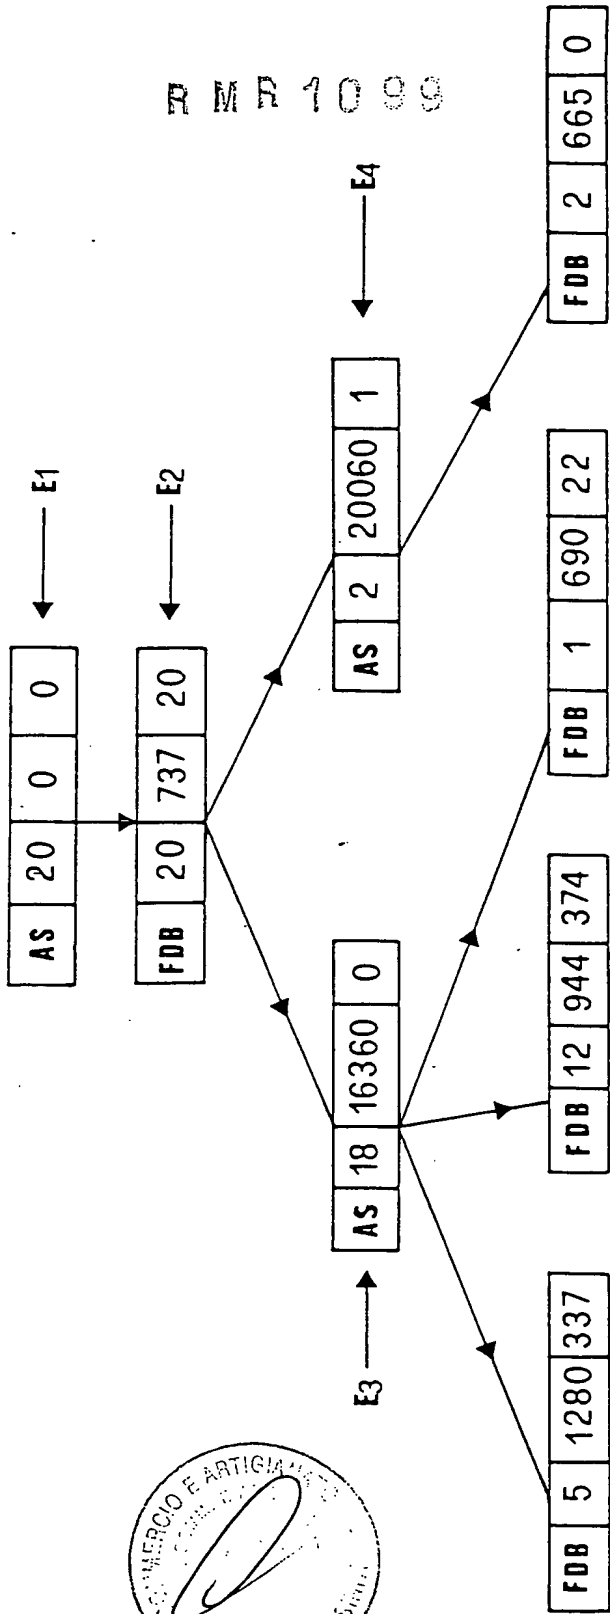 RMR 1099
AS 20 0 0
E1
FDB 20 737 20
E2
E3
AS 18 16360 0
AS 2 20060 1
E4
FDB 5 1280 337
FDB 12 944 374
FDB 1 690 22
FDB 2 665 0
MERCIO E ARTIGIANATO